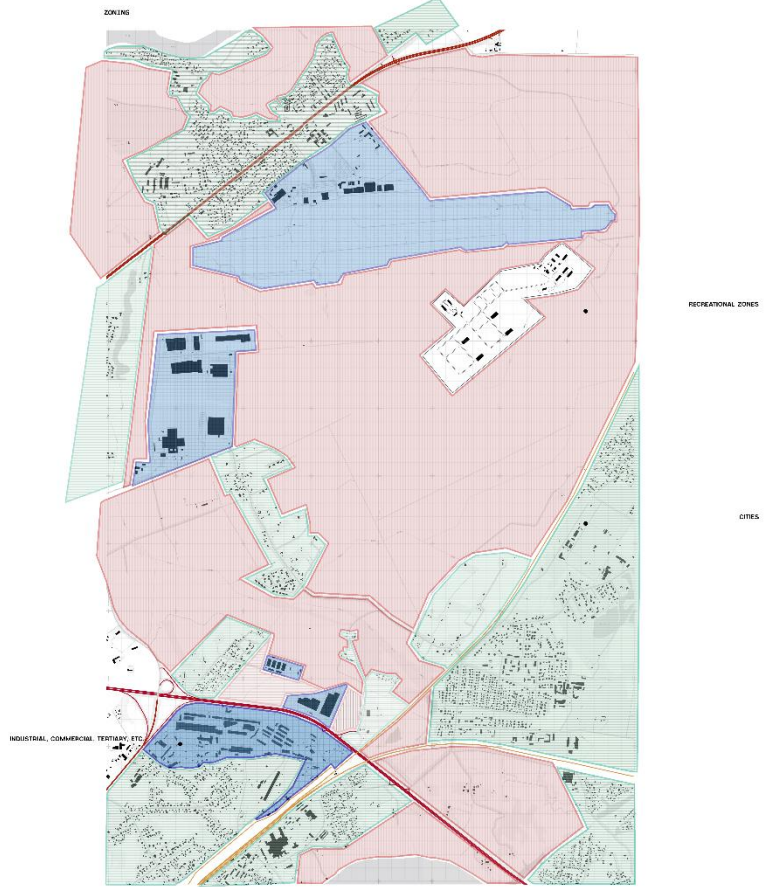 ZONING
RECREATIONAL ZONES
CITIES
INDUSTRIAL, COMMERCIAL TERTIARY, ETC.